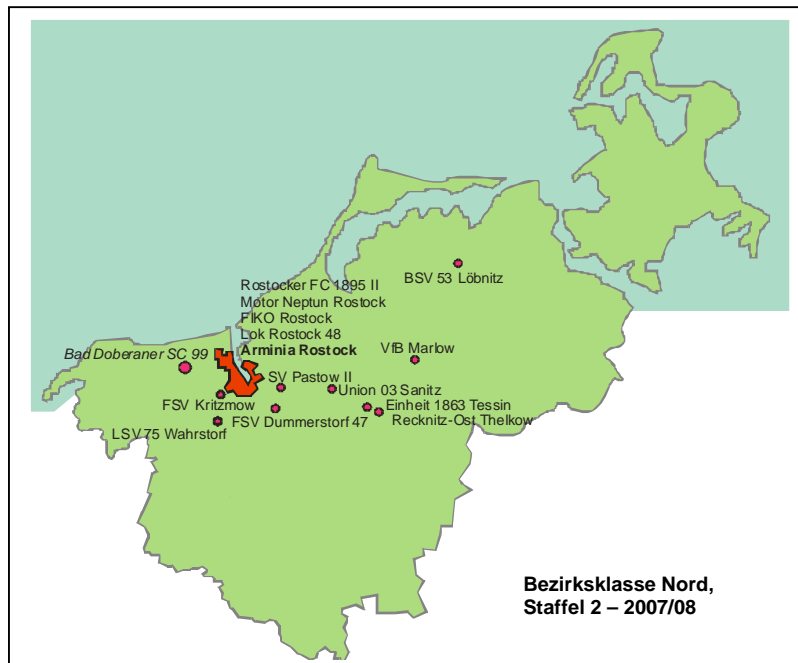 BSV 53 Löbnitz
Rostocker FC 1895 II
Motor Neptun Rostock
FIKO Rostock
Lok Rostock 48
Arminia Rostock
VfB Marlow
Bad Doberaner SC 99
SV Pastow II
Union 03 Sanitz
FSV Kritzmow
Einheit 1863 Tessin
FSV Dummerstorf 47
Recknitz-Ost Thelkow
LSV 75 Wahrstorf
Bezirksklasse Nord,
Staffel 2 – 2007/08